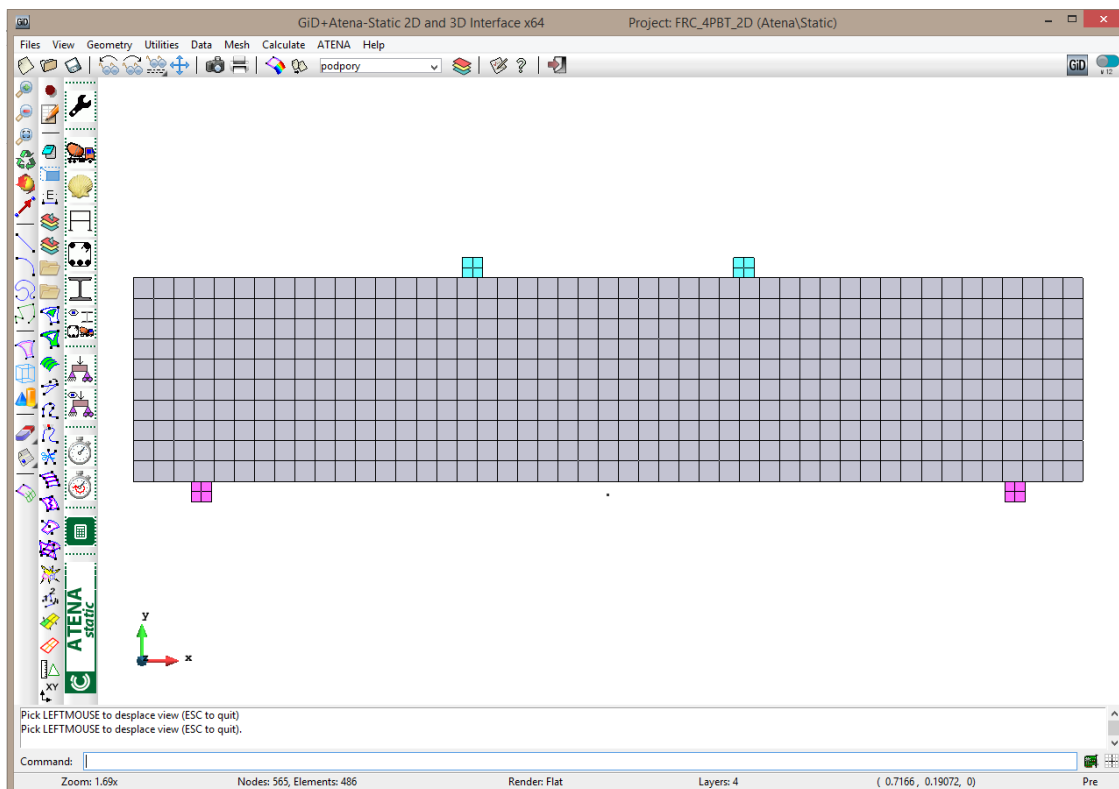 GiD GiD+Atena-Static 2D and 3D Interface x64 Project: FRC_4PBT_2D (Atena\Static)
Files View Geometry Utilities Data Mesh Calculate ATENA Help
podpory GiD
v 12
E
ATENA
static
XY
y
x
Pick LEFTMOUSE to desplace view (ESC to quit)
Pick LEFTMOUSE to desplace view (ESC to quit).
Command:
Zoom: 1.69x Nodes: 565, Elements: 486 Render: Flat Layers: 4 ( 0.7166 , 0.19072, 0) Pre